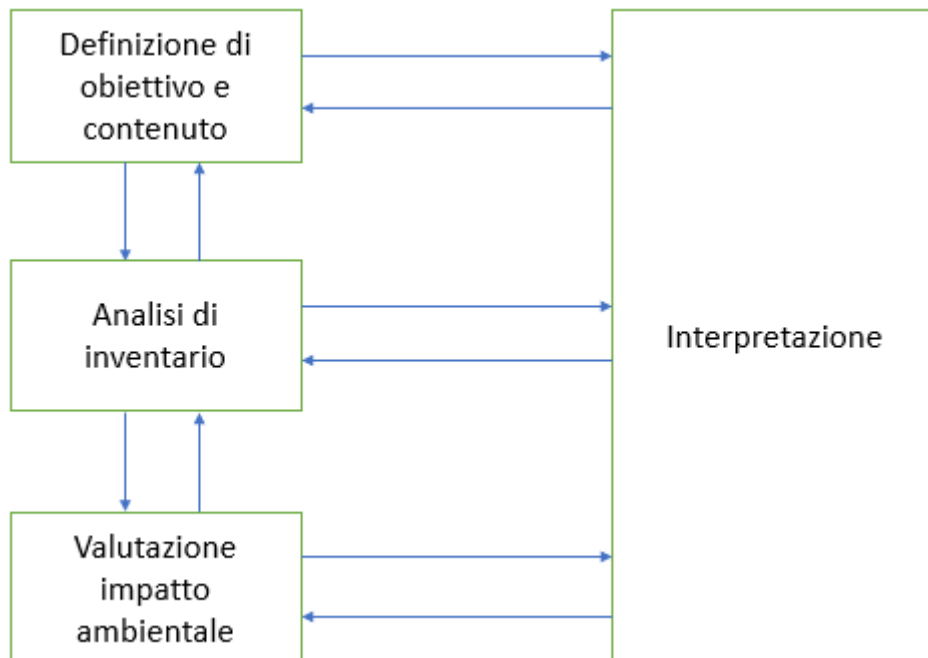 Definizione di
obiettivo e
contenuto
Analisi di
inventario
Interpretazione
Valutazione
impatto
ambientale